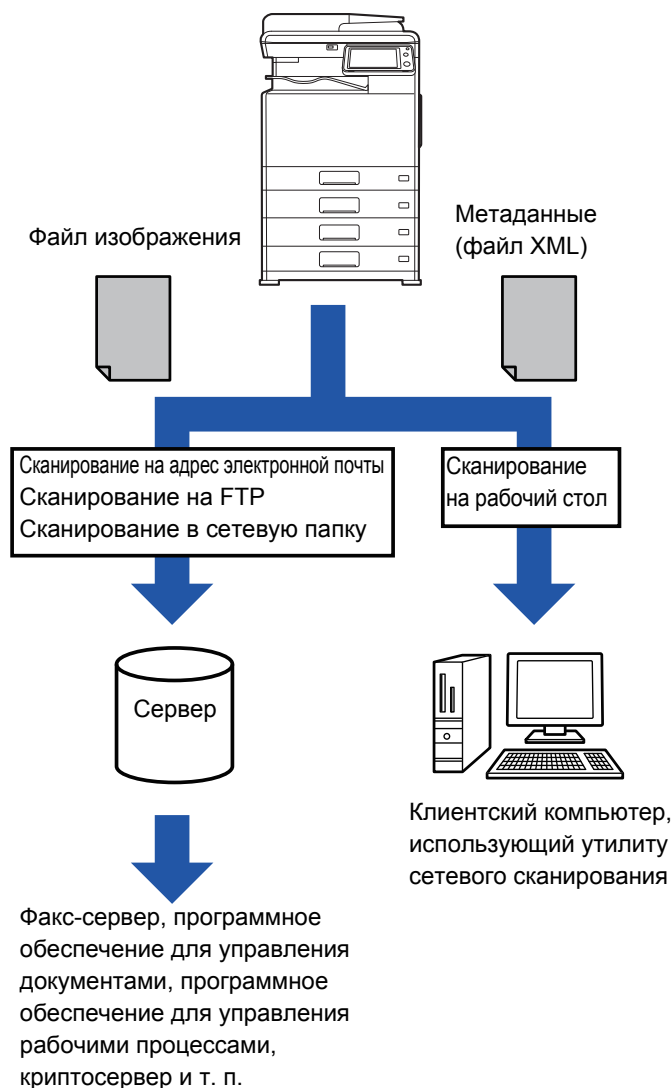 Файл изображения
Метаданные
(файл XML)
Сканирование на адрес электронной почты
Сканирование на FTP
Сканирование в сетевую папку
Сканирование
на рабочий стол
Сервер
Клиентский компьютер,
использующий утилиту
сетевого сканирования
Факс-сервер, программное
обеспечение для управления
документами, программное
обеспечение для управления
рабочими процессами,
криптосервер и т. п.